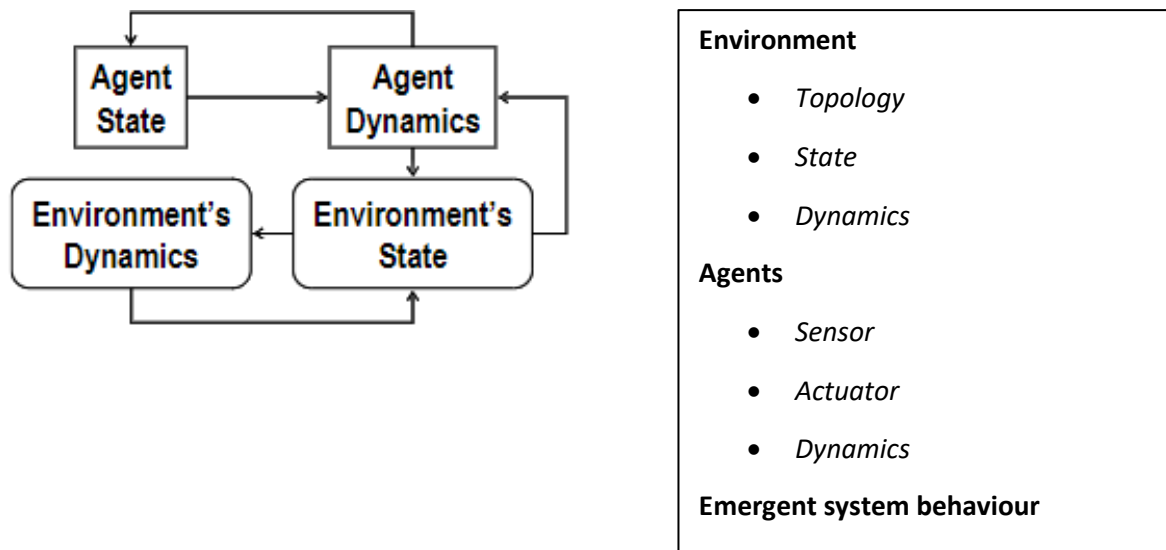 Agent
State
Agent
Dynamics
Environment's
Dynamics
Environment's
State
Environment
• Topology
• State
• Dynamics
Agents
• Sensor
• Actuator
• Dynamics
Emergent system behaviour